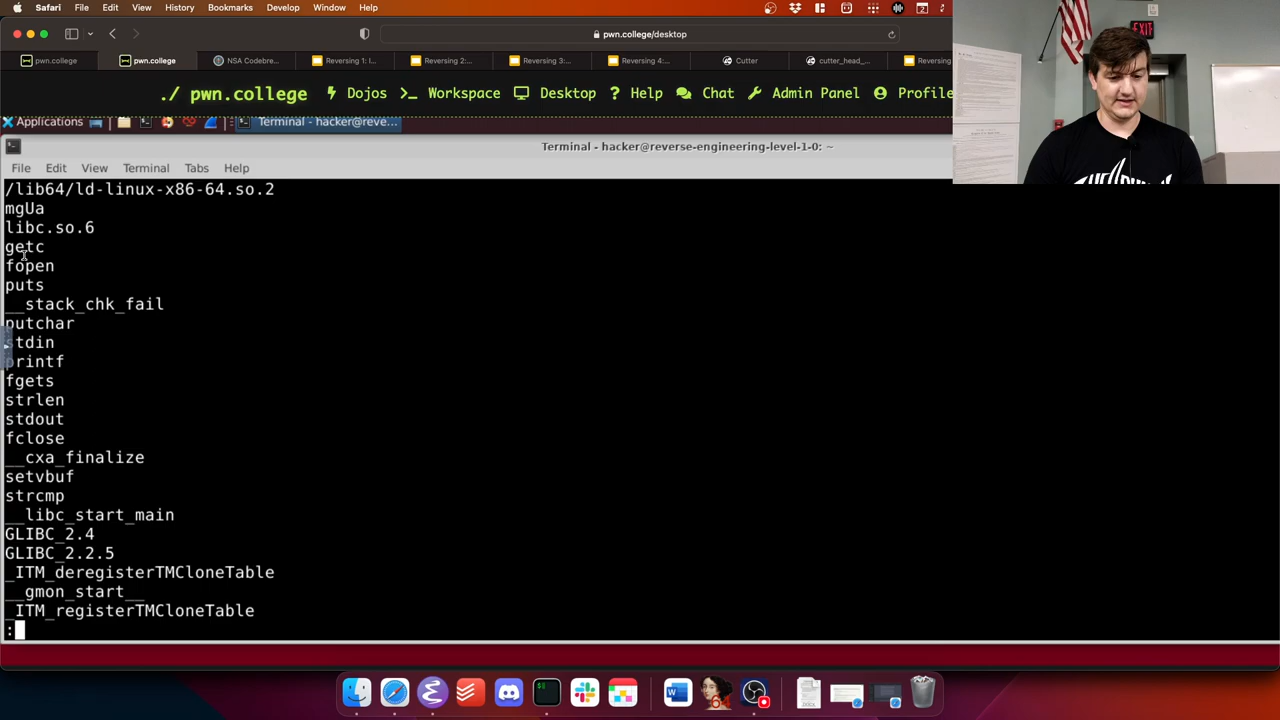 Safari File Edit View History Bookmarks Develop Window Help
pwn.college/desktop
pwn.college pwn.college NSA Codebre... Reversing 1: I... Reversing 2:... Reversing 3:... Reversing 4:... Cutter cutter_head_... Reversing
./ pwn.college Dojos Workspace Desktop Help Chat Admin Panel Profile
EXIT
Applications Terminal - hacker@reve...
Terminal - hacker@reverse-engineering-level-1-0: ~
File Edit View Terminal Tabs Help
/lib64/ld-linux-x86-64.so.2
mgUa
libc.so.6
getc
fopen
puts
__stack_chk_fail
putchar
stdin
printf
fgets
strlen
stdout
fclose
__cxa_finalize
setvbuf
strcmp
__libc_start_main
GLIBC_2.4
GLIBC_2.2.5
_ITM_deregisterTMCloneTable
__gmon_start__
_ITM_registerTMCloneTable
: